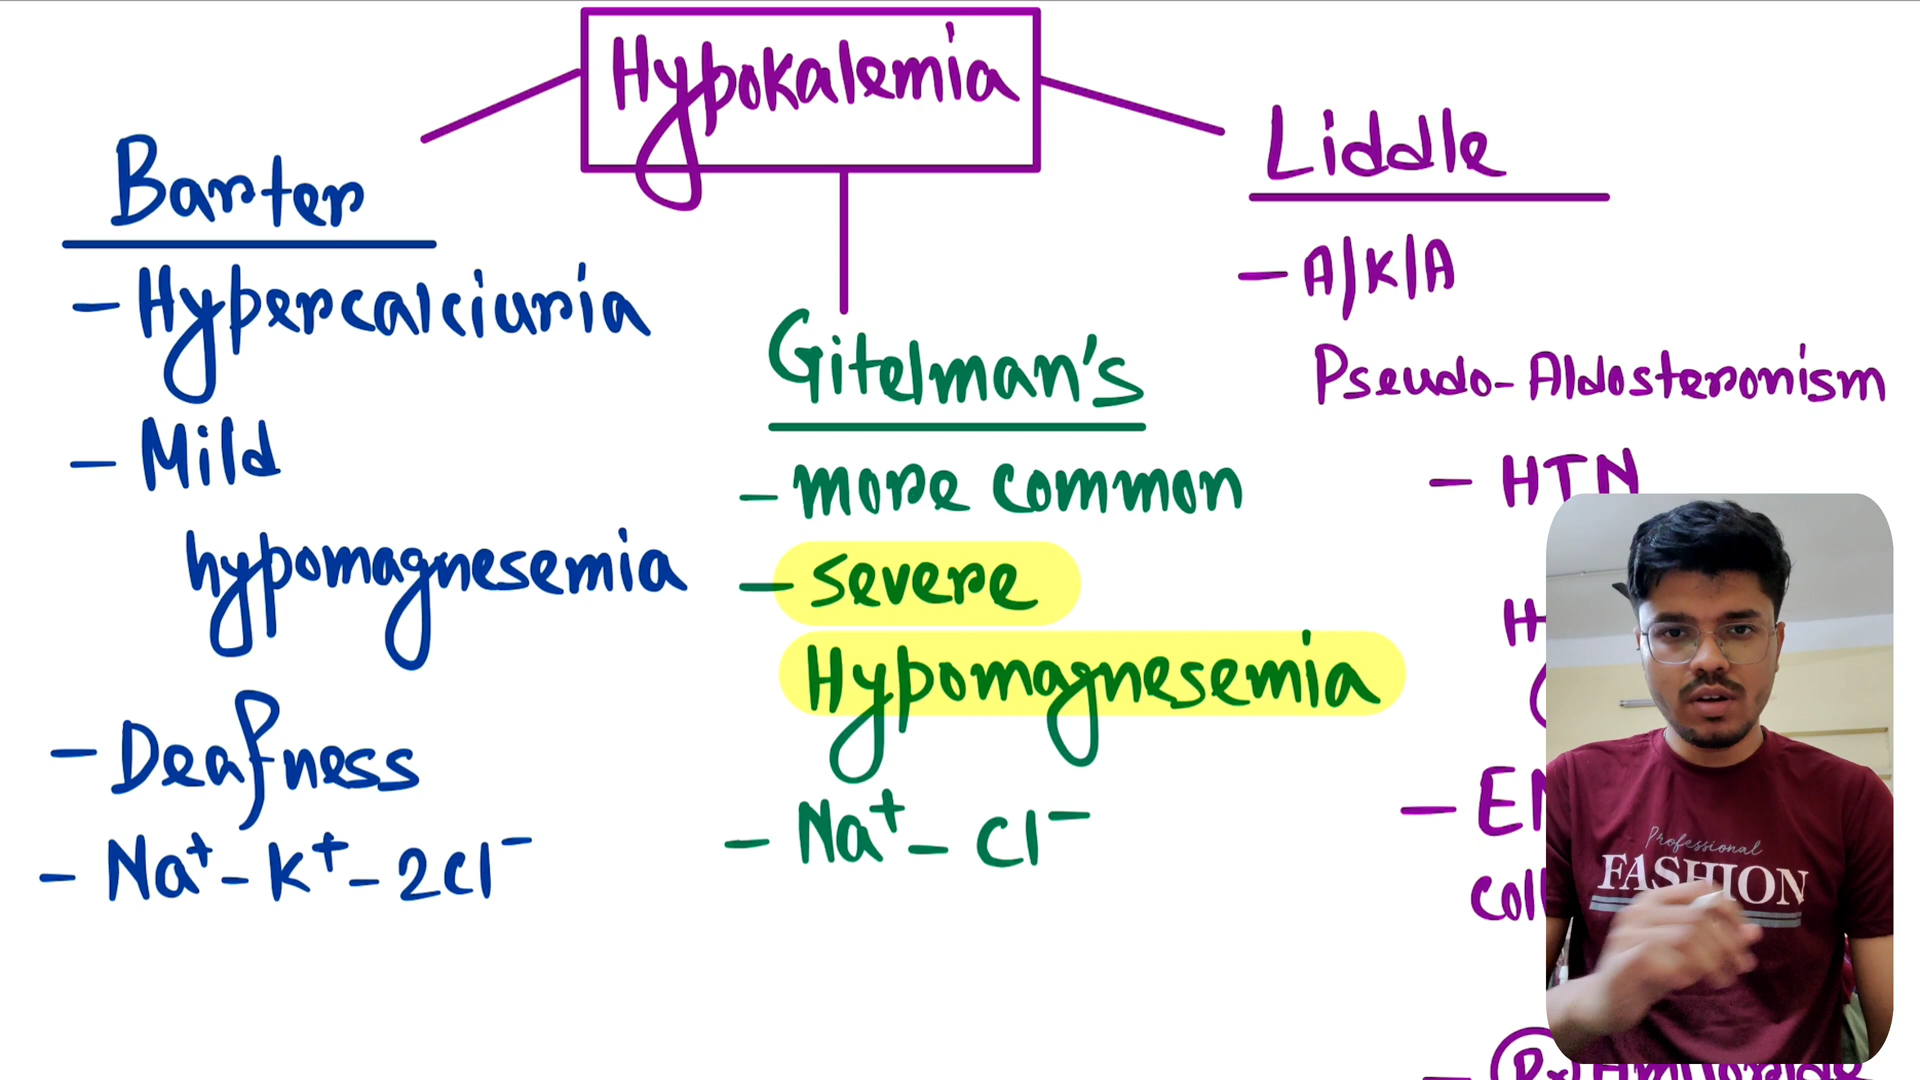 Hypokalemia
Barter
- Hypercalciuria
- Mild
hypomagnesemia
- Deafness
- Na⁺ - K⁺ - 2Cl⁻
Gitelman's
- more common
- severe
Hypomagnesemia
- Na⁺ - Cl⁻
Liddle
- A/K/A
Pseudo-Aldosteronism
- HTN
Professional
FASHION